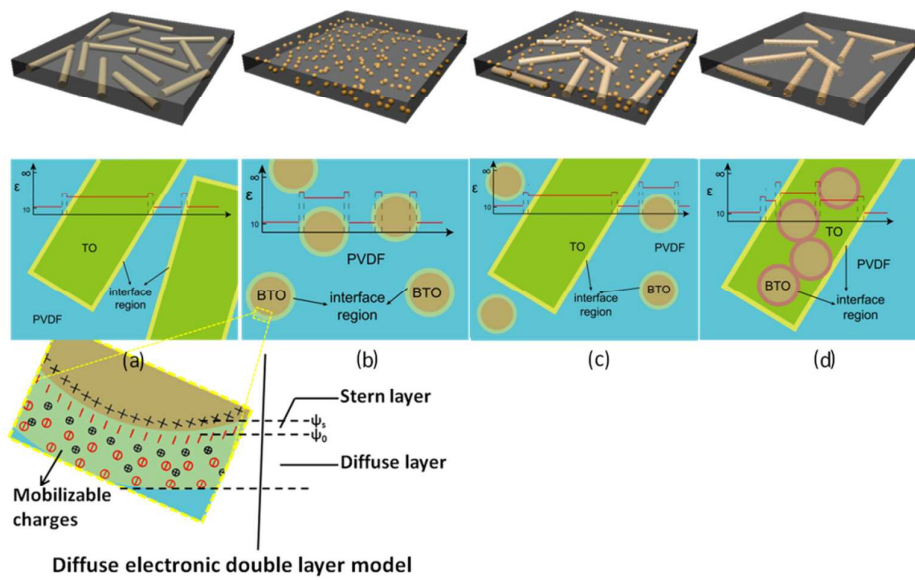 ∞
ε
10
TO
interface
region
PVDF
(a)
∞
ε
10
PVDF
BTO
interface
region
BTO
(b)
∞
ε
10
TO
PVDF
interface
region
BTO
(c)
∞
ε
10
TO
PVDF
BTO
interface
region
(d)
Stern layer
ψs
ψ0
Diffuse layer
Mobilizable
charges
Diffuse electronic double layer model